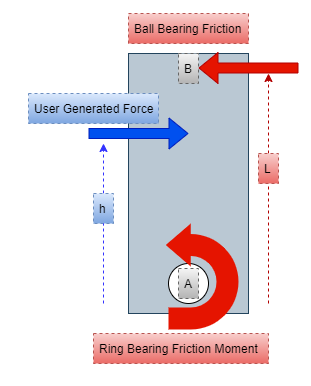 Ball Bearing Friction
B
User Generated Force
L
h
A
Ring Bearing Friction Moment